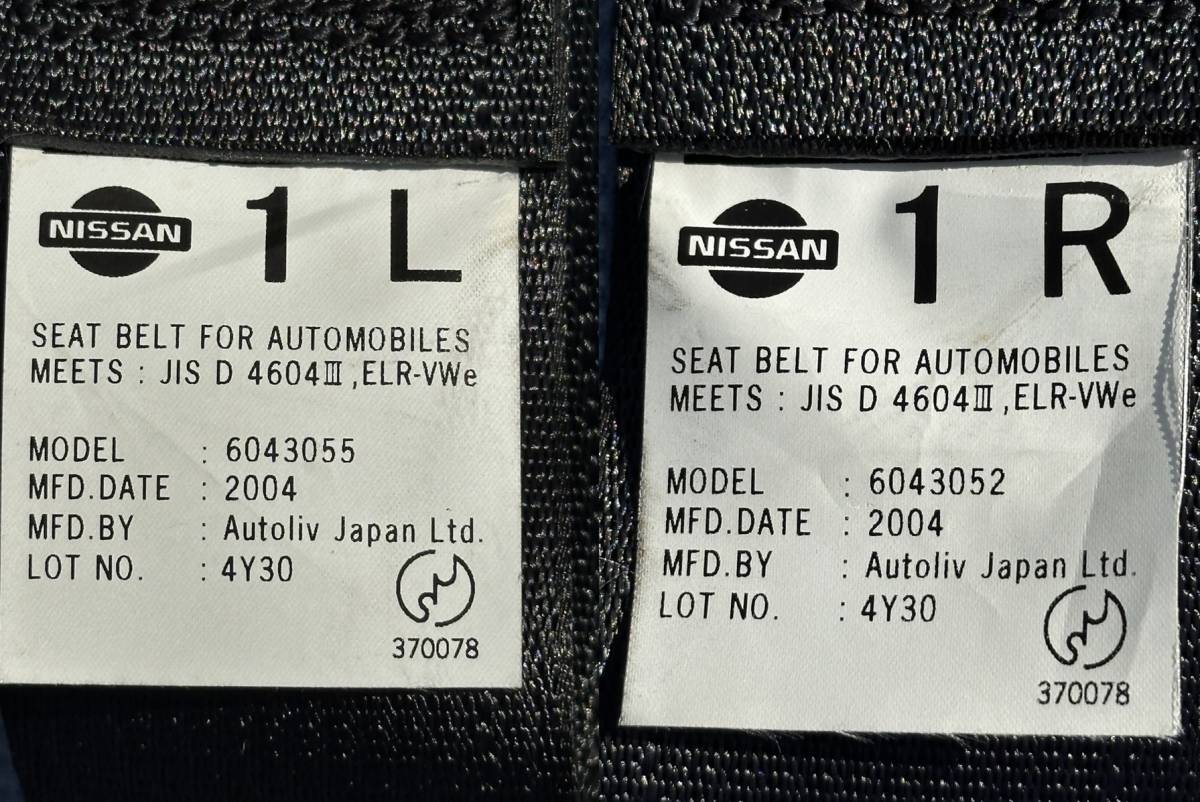 NISSAN 1 L
SEAT BELT FOR AUTOMOBILES
MEETS : JIS D 4604Ⅲ,ELR-VWe
MODEL : 6043055
MFD.DATE : 2004
MFD.BY : Autoliv Japan Ltd.
LOT NO. : 4Y30
370078
NISSAN 1 R
SEAT BELT FOR AUTOMOBILES
MEETS : JIS D 4604Ⅲ,ELR-VWe
MODEL : 6043052
MFD.DATE : 2004
MFD.BY : Autoliv Japan Ltd.
LOT NO. : 4Y30
370078